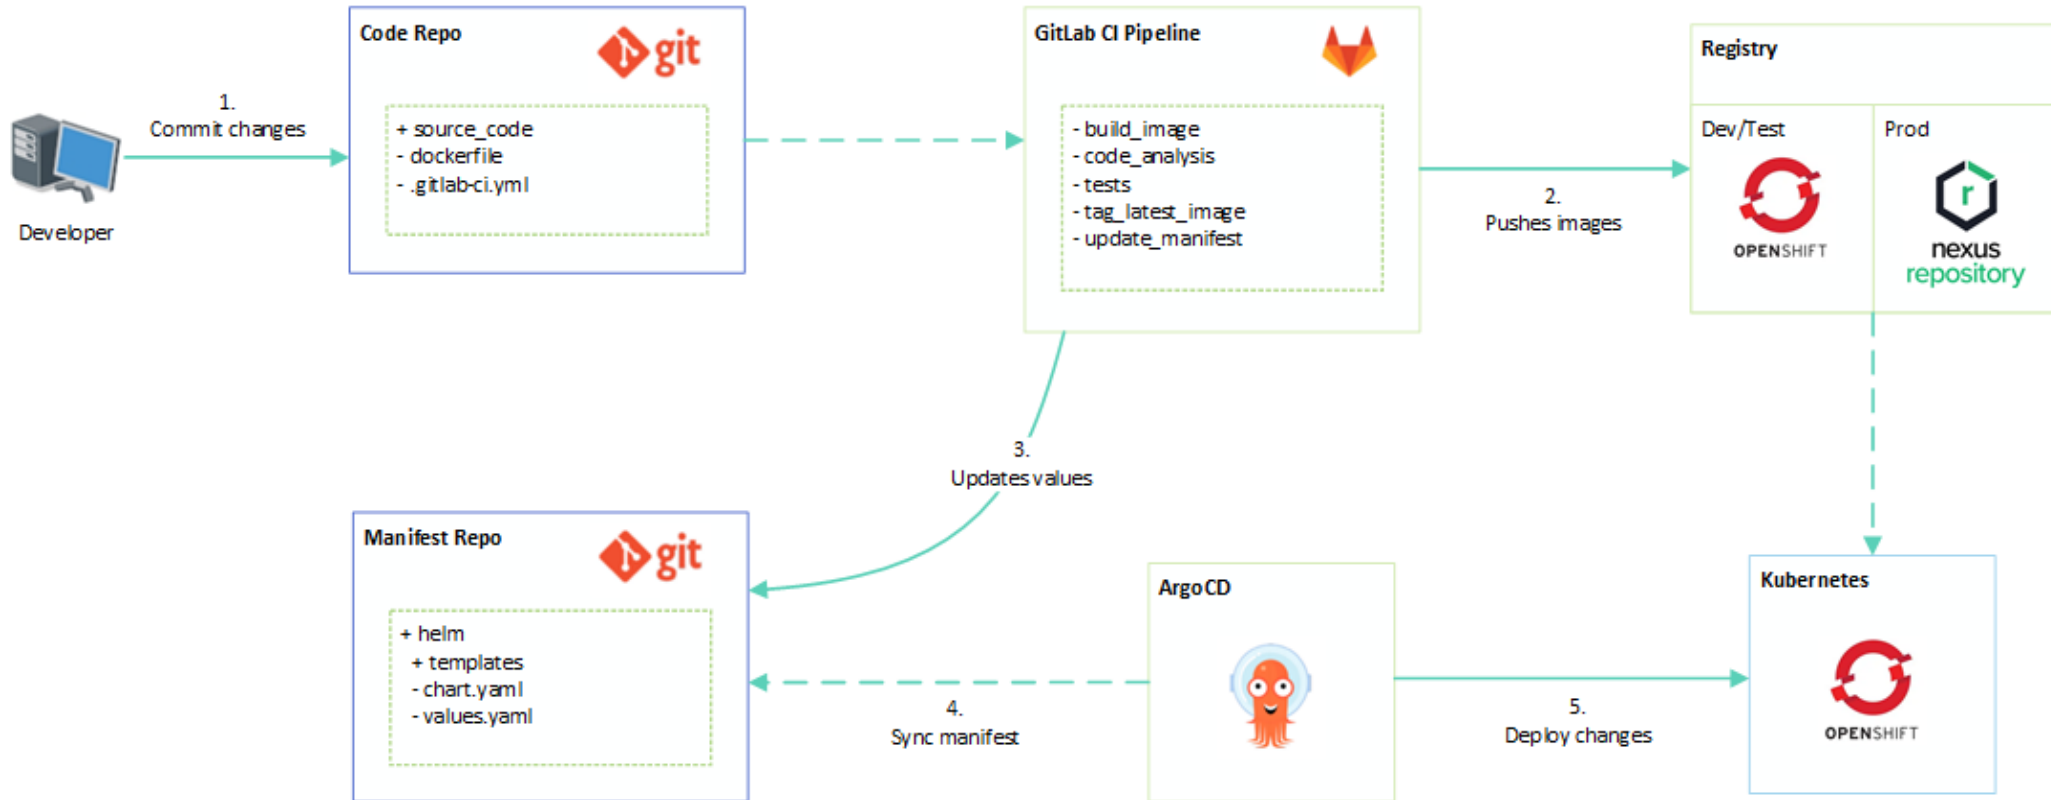 Code Repo
git
+ source_code
- dockerfile
- .gitlab-ci.yml
1.
Commit changes
Developer
GitLab CI Pipeline
- build_image
- code_analysis
- tests
- tag_latest_image
- update_manifest
2.
Pushes images
Registry
Dev/Test
OPENSHIFT
Prod
r
nexus
repository
3.
Updates values
Manifest Repo
git
+ helm
+ templates
- chart.yaml
- values.yaml
4.
Sync manifest
ArgoCD
5.
Deploy changes
Kubernetes
OPENSHIFT